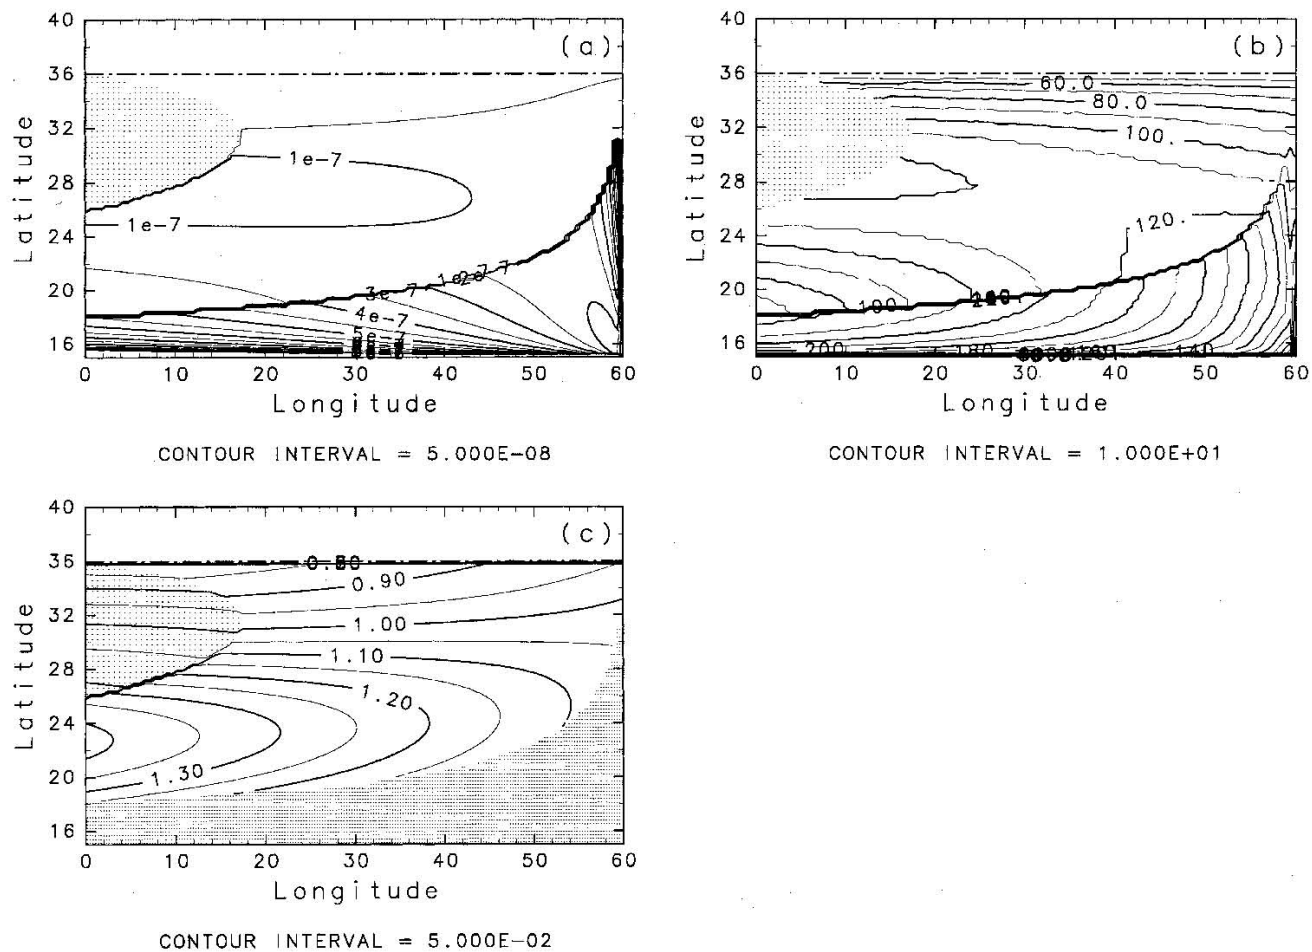 40
(a)
36
32
28
24
20
16
Latitude
1e-7
1e-7
3e-7
4e-7
0 10 20 30 40 50 60
Longitude
CONTOUR INTERVAL = 5.000E-08
40
(b)
36
32
28
24
20
16
Latitude
60.0
80.0
100.
120.
100.
200.
180
140
0 10 20 30 40 50 60
Longitude
CONTOUR INTERVAL = 1.000E+01
40
(c)
36
32
28
24
20
16
Latitude
0.90
1.00
1.10
1.20
1.30
0 10 20 30 40 50 60
Longitude
CONTOUR INTERVAL = 5.000E-02